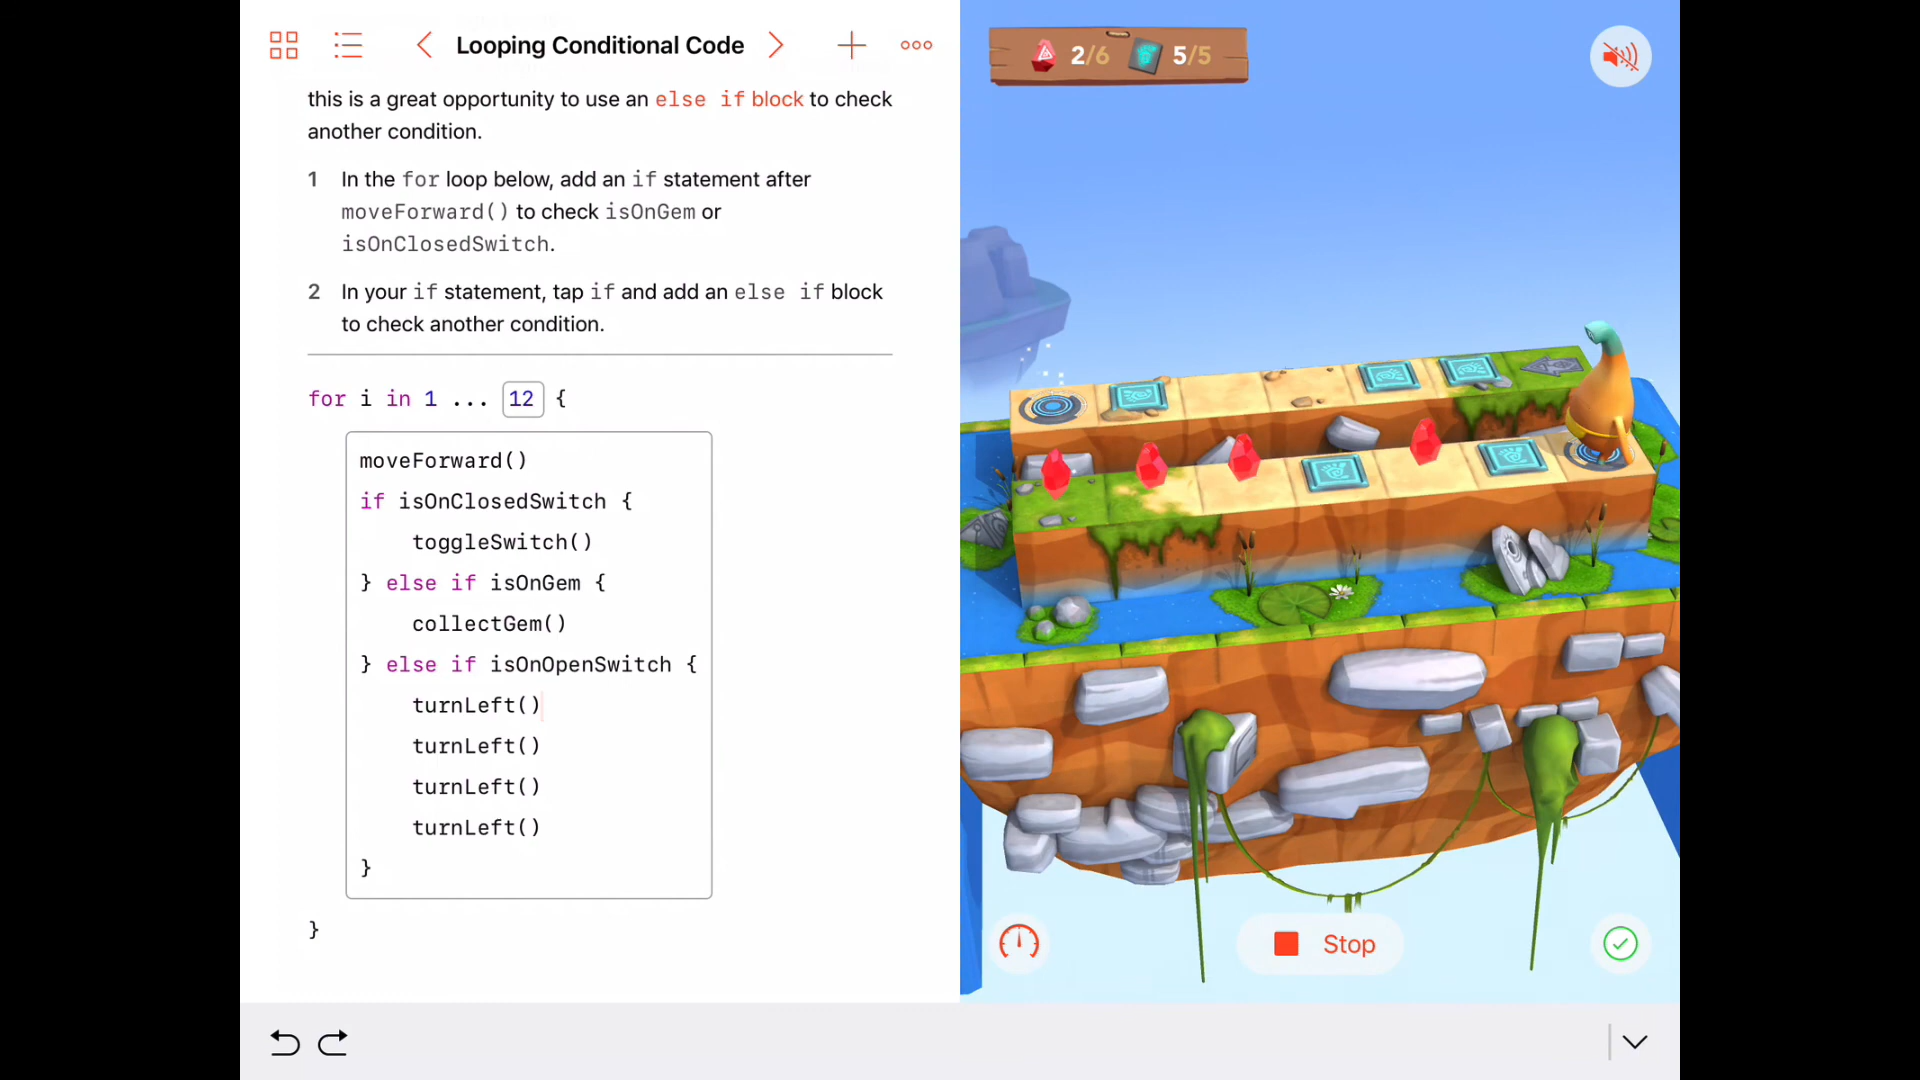 Looping Conditional Code
this is a great opportunity to use an else if block to check
another condition.
1 In the for loop below, add an if statement after
moveForward() to check isOnGem or
isOnClosedSwitch.
2 In your if statement, tap if and add an else if block
to check another condition.
for i in 1 ... 12 {
moveForward()
if isOnClosedSwitch {
toggleSwitch()
} else if isOnGem {
collectGem()
} else if isOnOpenSwitch {
turnLeft()
turnLeft()
turnLeft()
turnLeft()
}
}
2/6 5/5
Stop